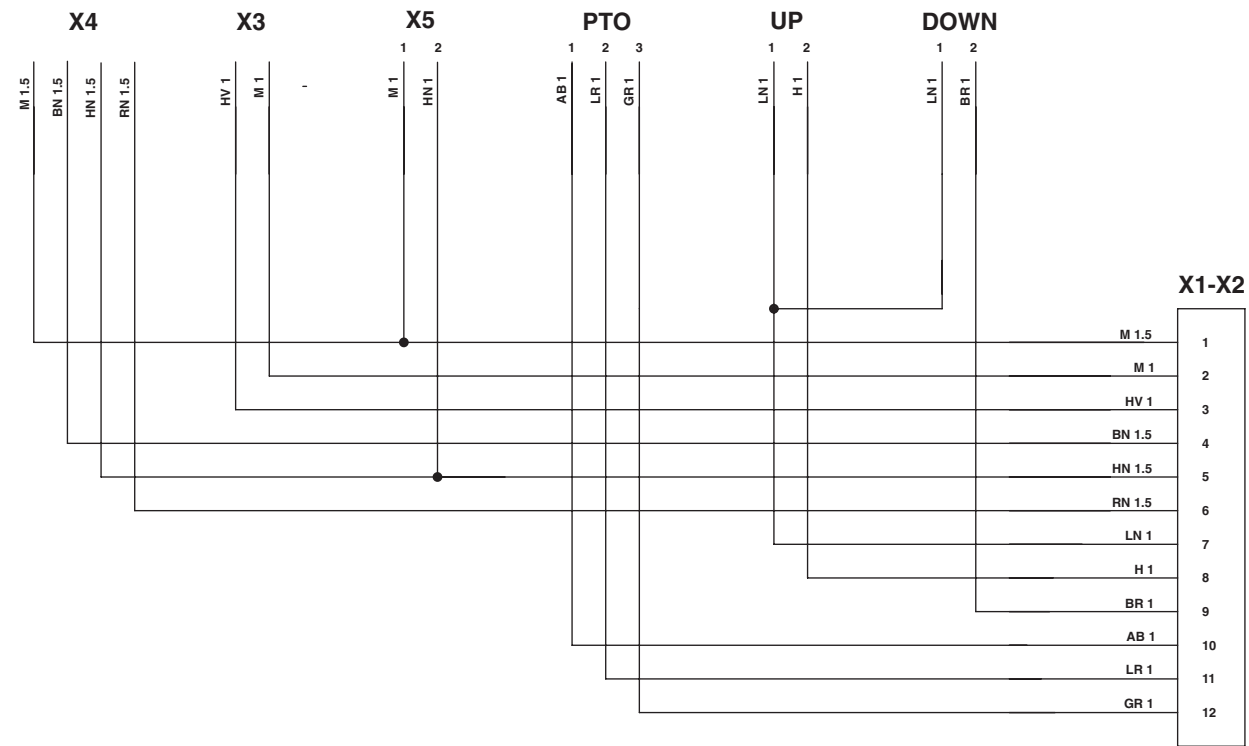 X4 X3 X5 PTO UP DOWN
1 2 1 2 3 1 2 1 2
M 1.5 BN 1.5 HN 1.5 RN 1.5 HV 1 M 1 - M 1 HN 1 AB 1 LR 1 GR 1 LN 1 H 1 LN 1 BR 1
X1-X2
M 1.5 1
M 1 2
HV 1 3
BN 1.5 4
HN 1.5 5
RN 1.5 6
LN 1 7
H 1 8
BR 1 9
AB 1 10
LR 1 11
GR 1 12